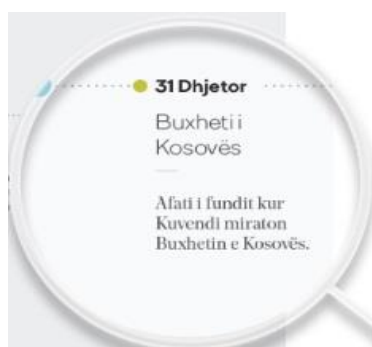 31 Dhjetor
Buxheti i
Kosovës
Afati i fundit kur
Kuvendi miraton
Buxhetin e Kosovës.